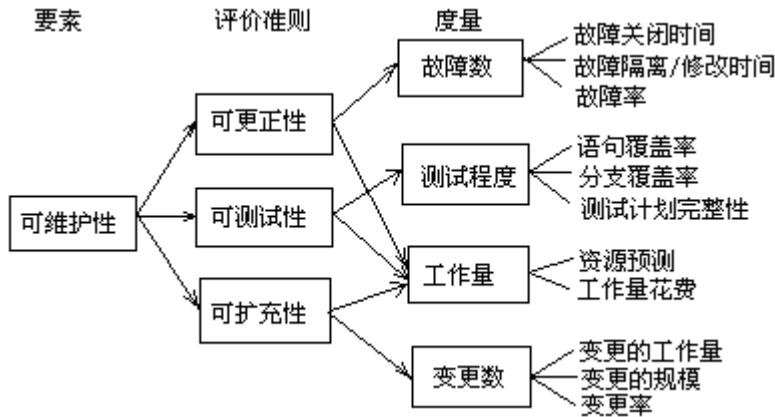 要素 评价准则 度量
故障关闭时间
故障数 故障隔离/修改时间
故障率
可更正性
语句覆盖率
测试程度 分支覆盖率
测试计划完整性
可维护性 可测试性
资源预测
工作量 工作量花费
可扩充性
变更的工作量
变更数 变更的规模
变更率